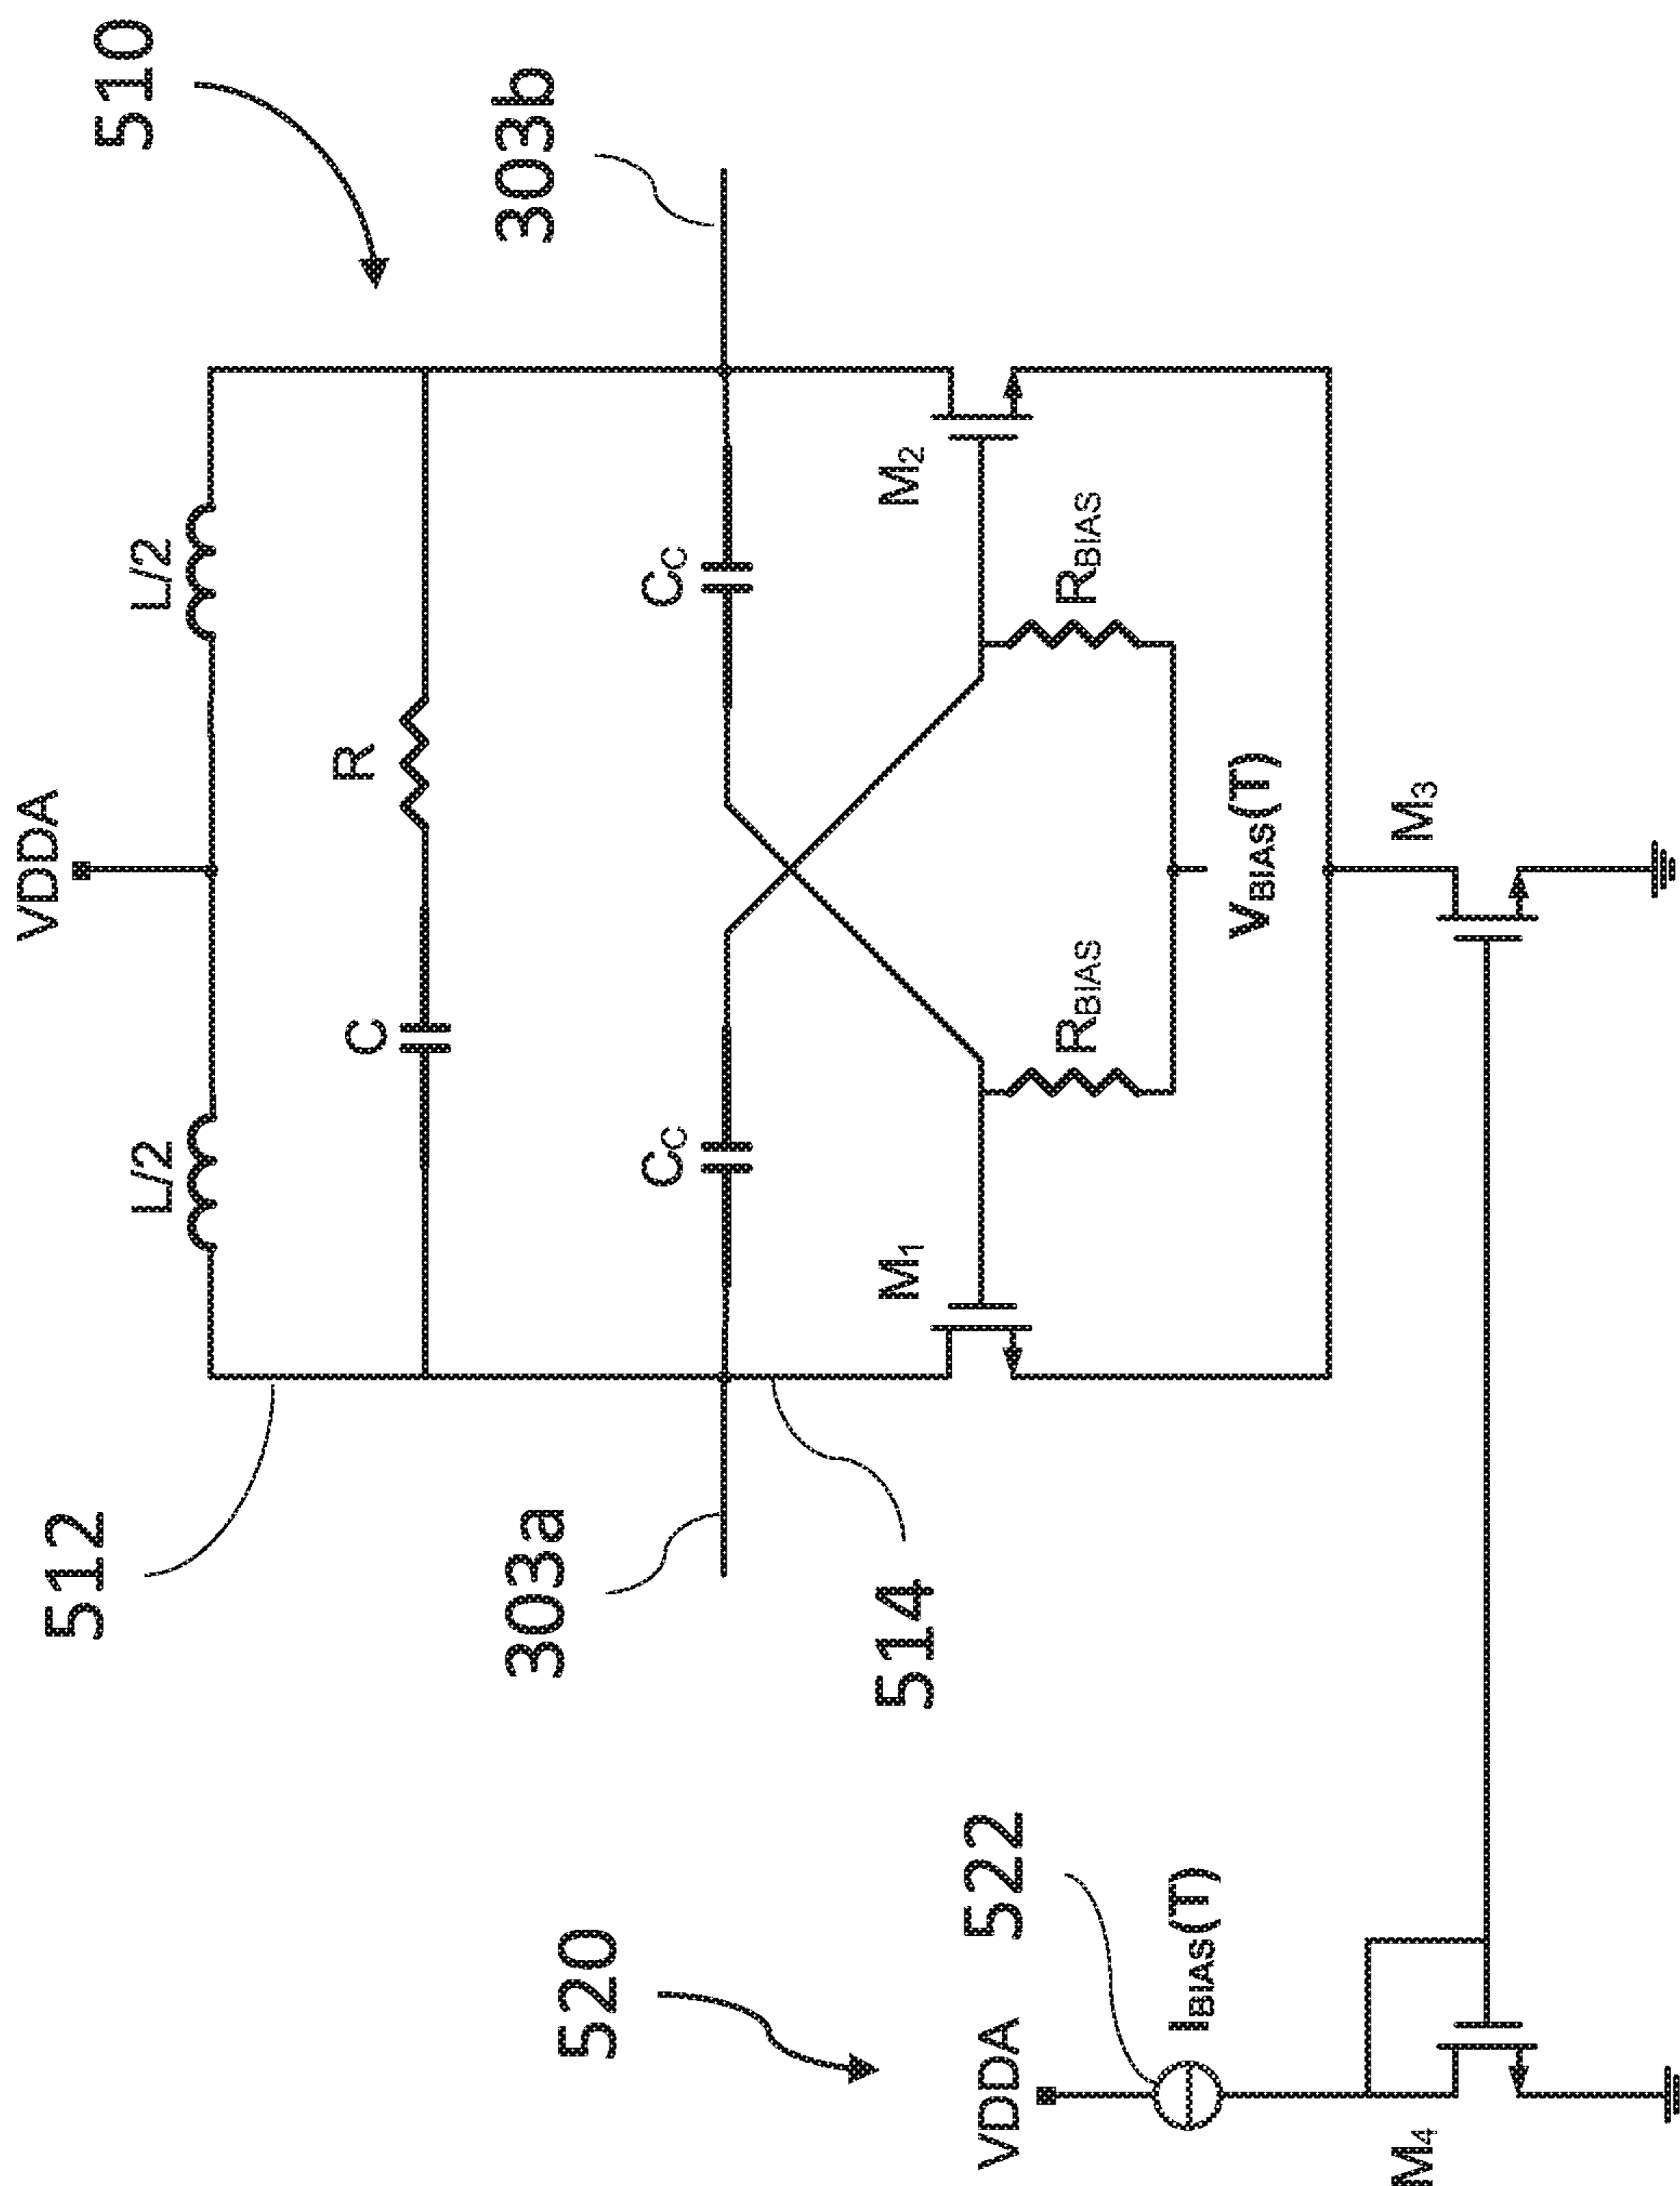 510
VDDA
L/2
L/2
512
C
R
303b
303a
CC
CC
514
M1
M2
520
VDDA
522
IBIAS(T)
RBIAS
RBIAS
VBIAS(T)
M4
M3